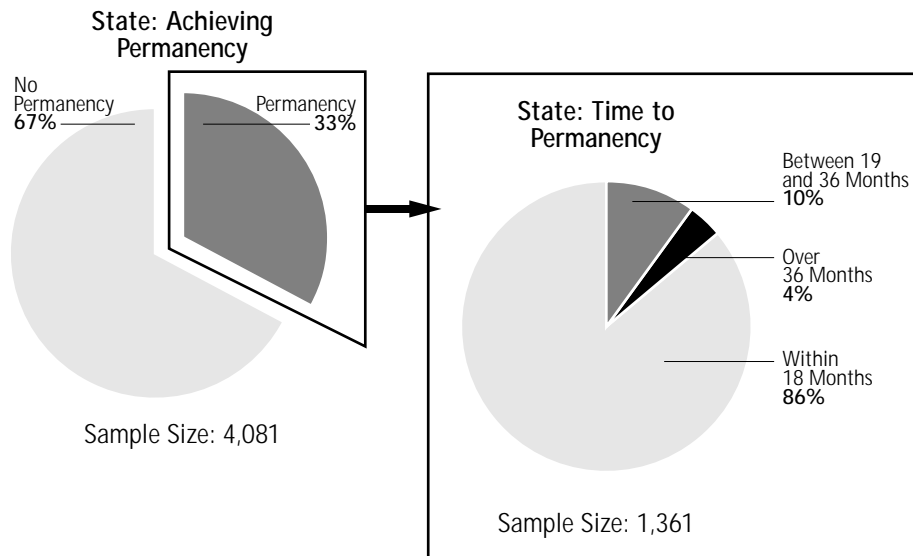 State: Achieving
Permanency
No
Permanency
67%
Permanency
33%
Sample Size: 4,081
State: Time to
Permanency
Between 19
and 36 Months
10%
Over
36 Months
4%
Within
18 Months
86%
Sample Size: 1,361